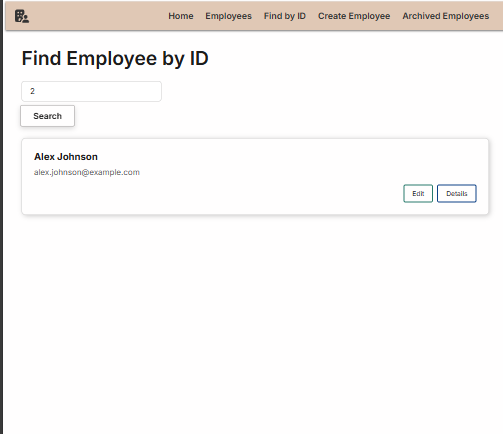 Home Employees Find by ID Create Employee Archived Employees
Find Employee by ID
2
Search
Alex Johnson
alex.johnson@example.com
Edit Details